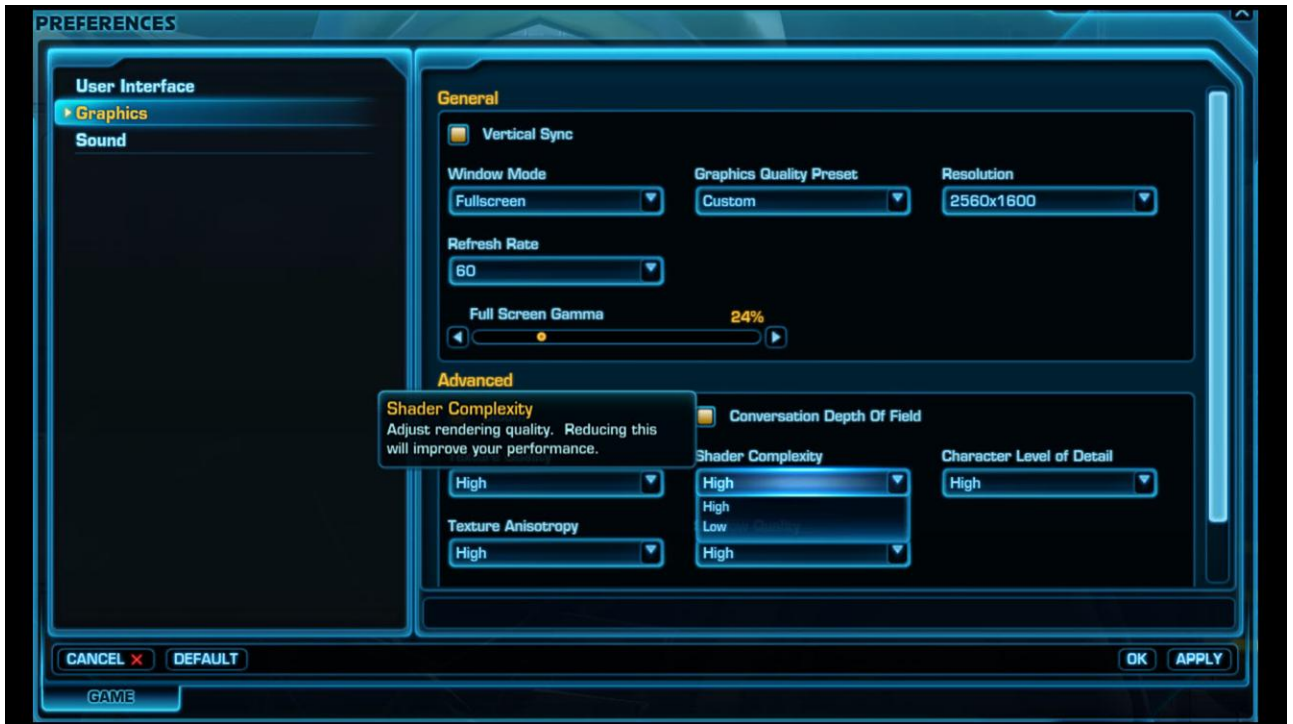 PREFERENCES
User Interface
Graphics
Sound
General
Vertical Sync
Window Mode
Graphics Quality Preset
Resolution
Fullscreen
Custom
2560x1600
Refresh Rate
60
Full Screen Gamma
24%
Advanced
Shader Complexity
Adjust rendering quality. Reducing this
will improve your performance.
Conversation Depth Of Field
Shader Complexity
Character Level of Detail
High
High
High
High
Low
Texture Anisotropy
High
High
CANCEL
DEFAULT
OK
APPLY
GAME